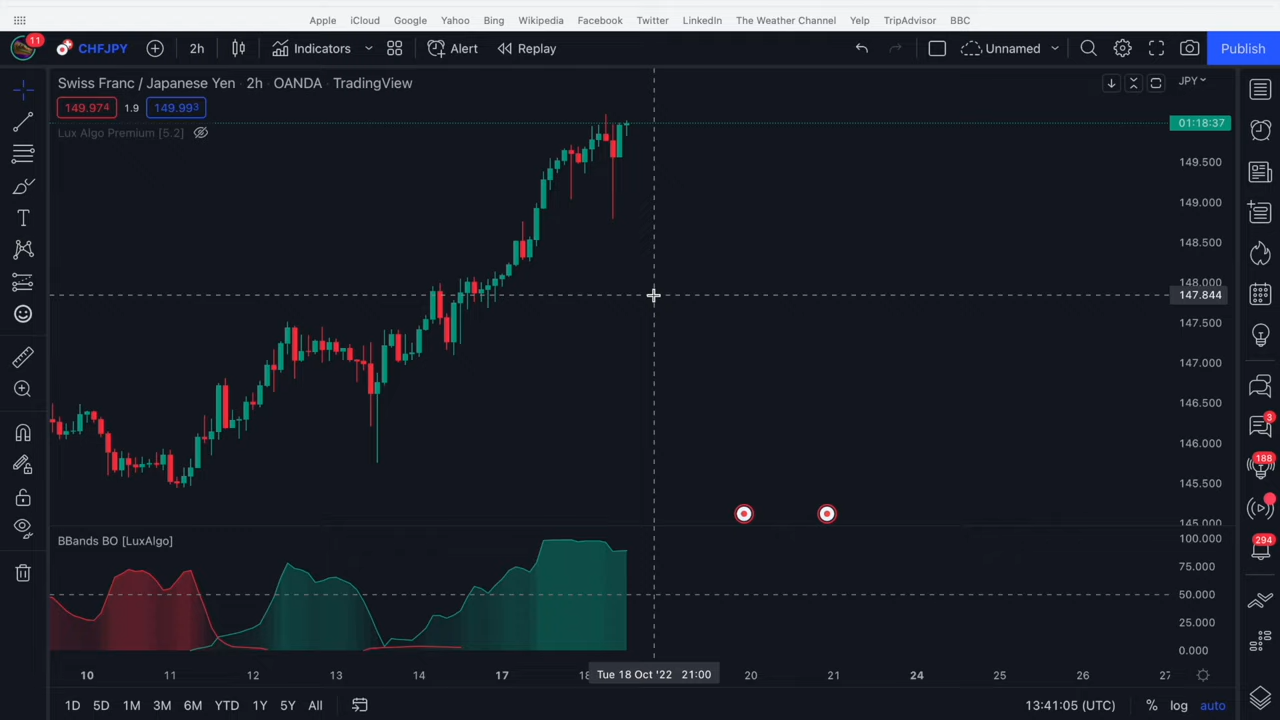 Apple iCloud Google Yahoo Bing Wikipedia Facebook Twitter LinkedIn The Weather Channel Yelp TripAdvisor BBC
11 CHFJPY 2h Indicators Alert Replay Unnamed Publish
Swiss Franc / Japanese Yen · 2h · OANDA · TradingView
JPY
149.974 1.9 149.993
Lux Algo Premium [5.2]
01:18:37
149.500
149.000
148.500
148.000
147.844
147.500
147.000
146.500
146.000
145.500
145.000
3
188
294
BBands BO [LuxAlgo]
100.000
75.000
50.000
25.000
0.000
10 11 12 13 14 17 18 Tue 18 Oct '22 21:00 20 21 24 25 26 27
1D 5D 1M 3M 6M YTD 1Y 5Y All 13:41:05 (UTC) % log auto